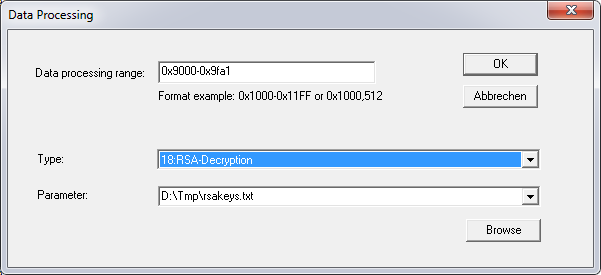 Data Processing
Data processing range: 0x9000-0x9fa1
OK
Format example: 0x1000-0x11FF or 0x1000,512
Abbrechen
Type: 18:RSA-Decryption
Parameter: D:\Tmp\rsakeys.txt
Browse